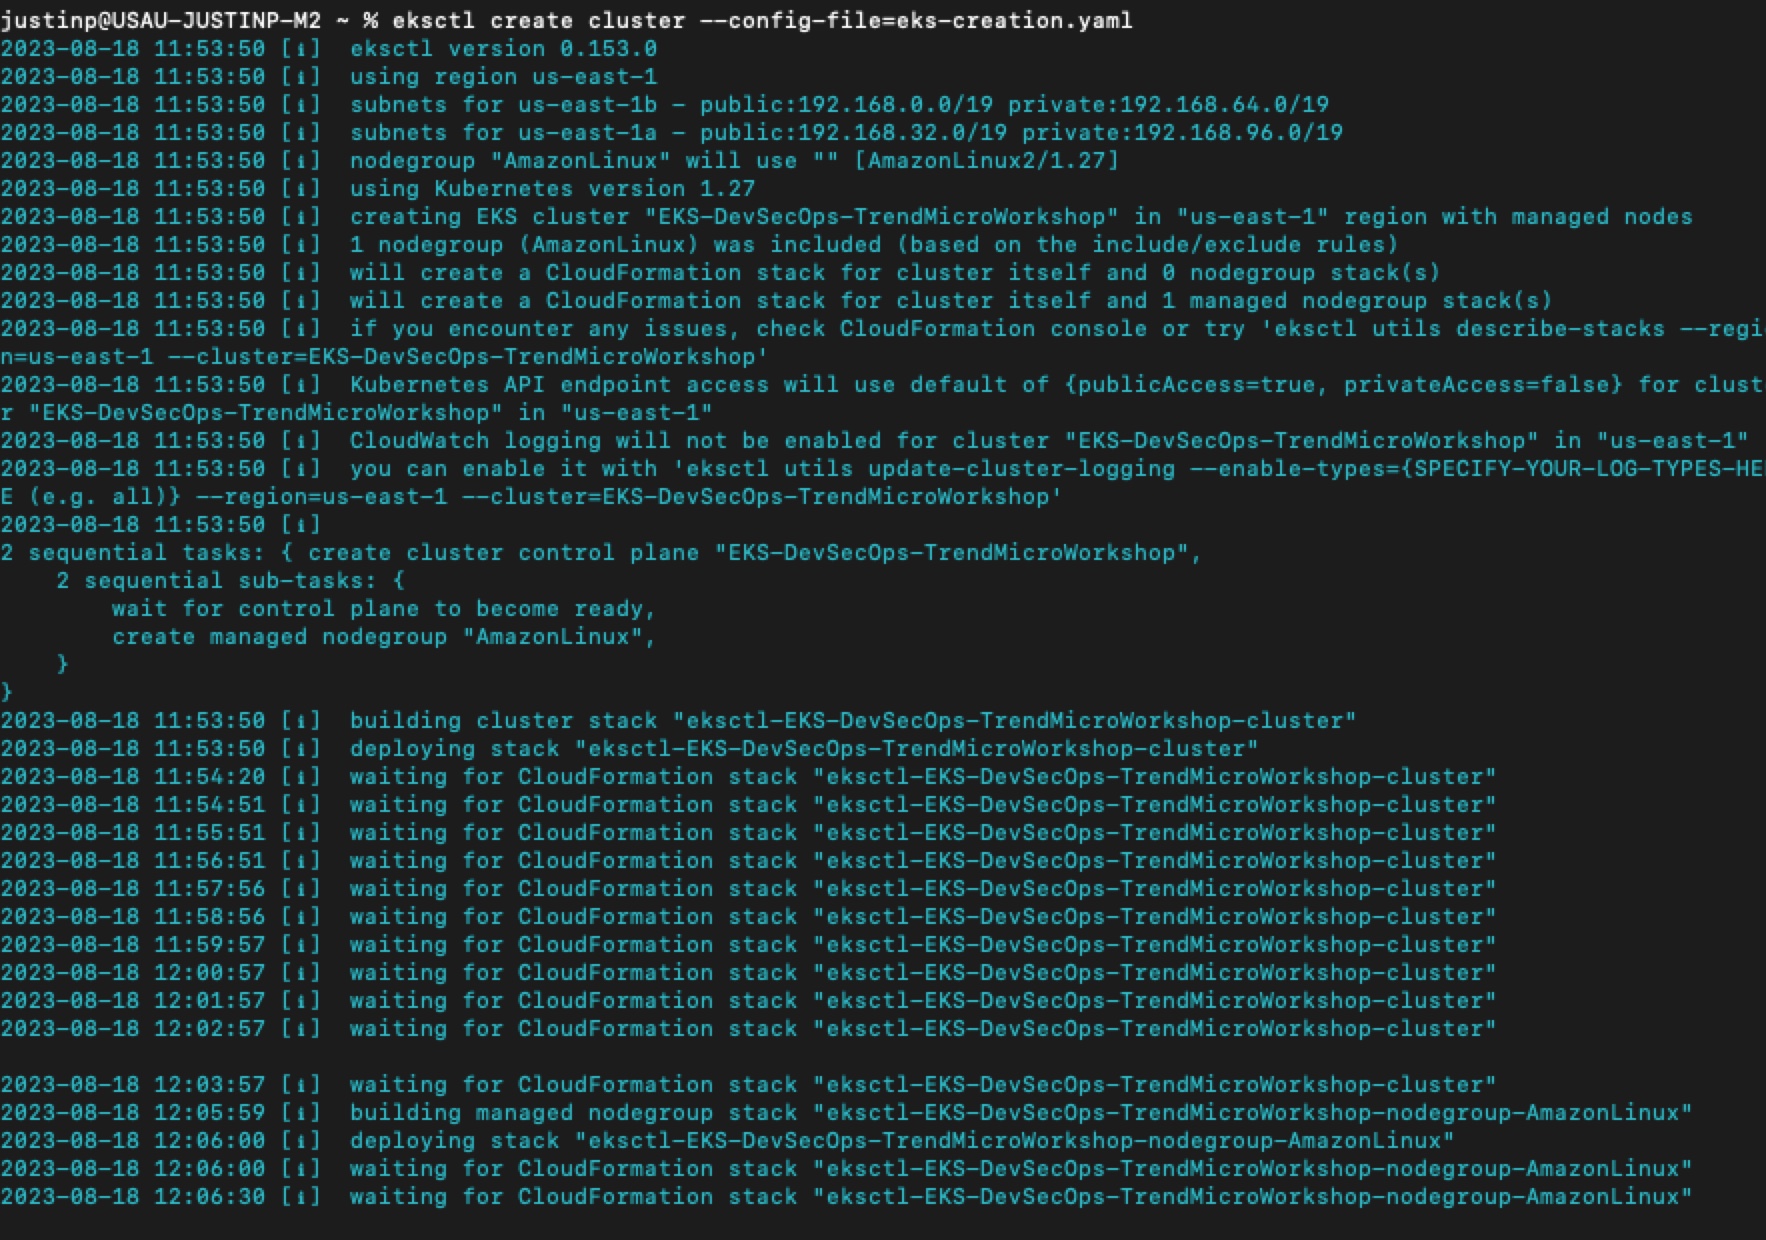 justinp@USAU-JUSTINP-M2 ~ % eksctl create cluster --config-file=eks-creation.yaml
2023-08-18 11:53:50 [ℹ]  eksctl version 0.153.0
2023-08-18 11:53:50 [ℹ]  using region us-east-1
2023-08-18 11:53:50 [ℹ]  subnets for us-east-1b - public:192.168.0.0/19 private:192.168.64.0/19
2023-08-18 11:53:50 [ℹ]  subnets for us-east-1a - public:192.168.32.0/19 private:192.168.96.0/19
2023-08-18 11:53:50 [ℹ]  nodegroup "AmazonLinux" will use "" [AmazonLinux2/1.27]
2023-08-18 11:53:50 [ℹ]  using Kubernetes version 1.27
2023-08-18 11:53:50 [ℹ]  creating EKS cluster "EKS-DevSecOps-TrendMicroWorkshop" in "us-east-1" region with managed nodes
2023-08-18 11:53:50 [ℹ]  1 nodegroup (AmazonLinux) was included (based on the include/exclude rules)
2023-08-18 11:53:50 [ℹ]  will create a CloudFormation stack for cluster itself and 0 nodegroup stack(s)
2023-08-18 11:53:50 [ℹ]  will create a CloudFormation stack for cluster itself and 1 managed nodegroup stack(s)
2023-08-18 11:53:50 [ℹ]  if you encounter any issues, check CloudFormation console or try 'eksctl utils describe-stacks --regi
n=us-east-1 --cluster=EKS-DevSecOps-TrendMicroWorkshop'
2023-08-18 11:53:50 [ℹ]  Kubernetes API endpoint access will use default of {publicAccess=true, privateAccess=false} for clust
r "EKS-DevSecOps-TrendMicroWorkshop" in "us-east-1"
2023-08-18 11:53:50 [ℹ]  CloudWatch logging will not be enabled for cluster "EKS-DevSecOps-TrendMicroWorkshop" in "us-east-1"
2023-08-18 11:53:50 [ℹ]  you can enable it with 'eksctl utils update-cluster-logging --enable-types={SPECIFY-YOUR-LOG-TYPES-HE
E (e.g. all)} --region=us-east-1 --cluster=EKS-DevSecOps-TrendMicroWorkshop'
2023-08-18 11:53:50 [ℹ]
2 sequential tasks: { create cluster control plane "EKS-DevSecOps-TrendMicroWorkshop",
    2 sequential sub-tasks: {
        wait for control plane to become ready,
        create managed nodegroup "AmazonLinux",
    }
}
2023-08-18 11:53:50 [ℹ]  building cluster stack "eksctl-EKS-DevSecOps-TrendMicroWorkshop-cluster"
2023-08-18 11:53:50 [ℹ]  deploying stack "eksctl-EKS-DevSecOps-TrendMicroWorkshop-cluster"
2023-08-18 11:54:20 [ℹ]  waiting for CloudFormation stack "eksctl-EKS-DevSecOps-TrendMicroWorkshop-cluster"
2023-08-18 11:54:51 [ℹ]  waiting for CloudFormation stack "eksctl-EKS-DevSecOps-TrendMicroWorkshop-cluster"
2023-08-18 11:55:51 [ℹ]  waiting for CloudFormation stack "eksctl-EKS-DevSecOps-TrendMicroWorkshop-cluster"
2023-08-18 11:56:51 [ℹ]  waiting for CloudFormation stack "eksctl-EKS-DevSecOps-TrendMicroWorkshop-cluster"
2023-08-18 11:57:56 [ℹ]  waiting for CloudFormation stack "eksctl-EKS-DevSecOps-TrendMicroWorkshop-cluster"
2023-08-18 11:58:56 [ℹ]  waiting for CloudFormation stack "eksctl-EKS-DevSecOps-TrendMicroWorkshop-cluster"
2023-08-18 11:59:57 [ℹ]  waiting for CloudFormation stack "eksctl-EKS-DevSecOps-TrendMicroWorkshop-cluster"
2023-08-18 12:00:57 [ℹ]  waiting for CloudFormation stack "eksctl-EKS-DevSecOps-TrendMicroWorkshop-cluster"
2023-08-18 12:01:57 [ℹ]  waiting for CloudFormation stack "eksctl-EKS-DevSecOps-TrendMicroWorkshop-cluster"
2023-08-18 12:02:57 [ℹ]  waiting for CloudFormation stack "eksctl-EKS-DevSecOps-TrendMicroWorkshop-cluster"
2023-08-18 12:03:57 [ℹ]  waiting for CloudFormation stack "eksctl-EKS-DevSecOps-TrendMicroWorkshop-cluster"
2023-08-18 12:05:59 [ℹ]  building managed nodegroup stack "eksctl-EKS-DevSecOps-TrendMicroWorkshop-nodegroup-AmazonLinux"
2023-08-18 12:06:00 [ℹ]  deploying stack "eksctl-EKS-DevSecOps-TrendMicroWorkshop-nodegroup-AmazonLinux"
2023-08-18 12:06:00 [ℹ]  waiting for CloudFormation stack "eksctl-EKS-DevSecOps-TrendMicroWorkshop-nodegroup-AmazonLinux"
2023-08-18 12:06:30 [ℹ]  waiting for CloudFormation stack "eksctl-EKS-DevSecOps-TrendMicroWorkshop-nodegroup-AmazonLinux"